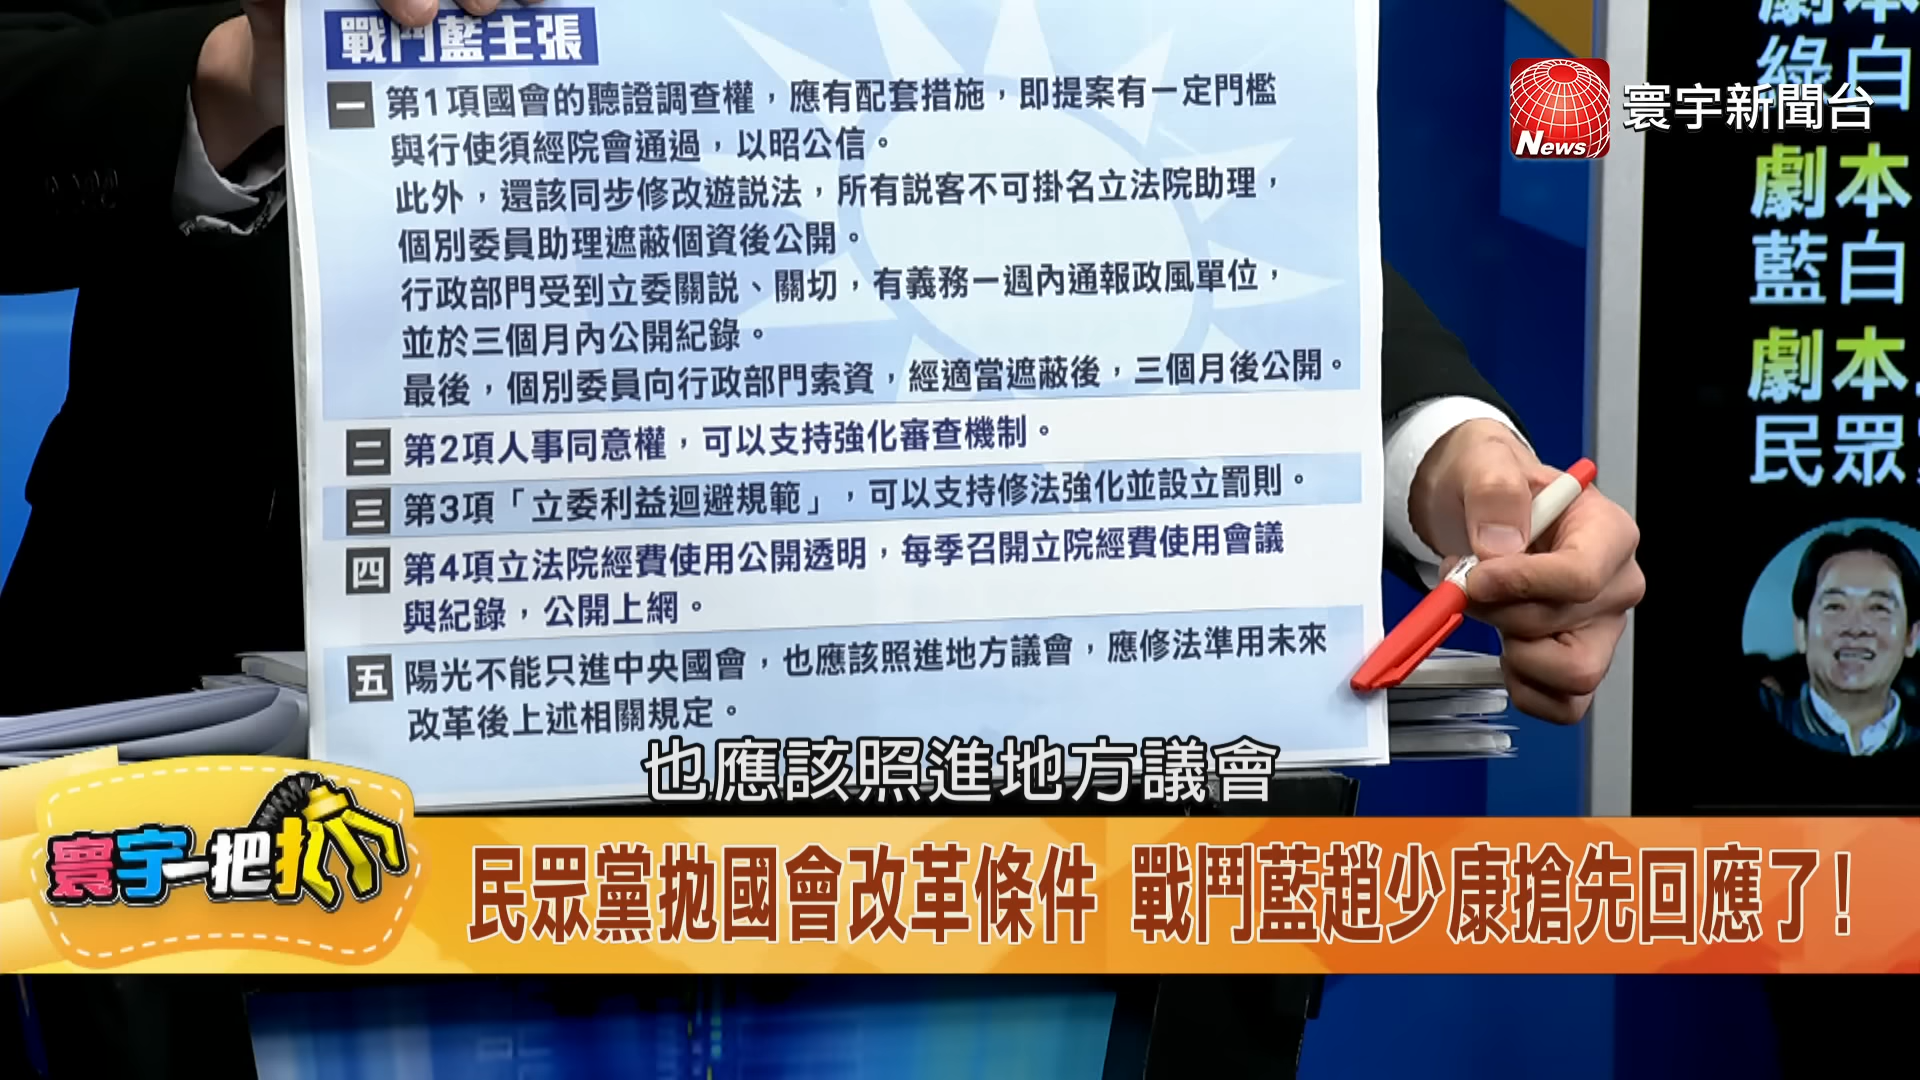 戰鬥藍主張
一 第1項國會的聽證調查權，應有配套措施，即提案有一定門檻
與行使須經院會通過，以昭公信。
此外，還該同步修改遊說法，所有說客不可掛名立法院助理，
個別委員助理遮蔽個資後公開。
行政部門受到立委關說、關切，有義務一週內通報政風單位，
並於三個月內公開紀錄。
最後，個別委員向行政部門索資，經適當遮蔽後，三個月後公開。
二 第2項人事同意權，可以支持強化審查機制。
三 第3項「立委利益迴避規範」，可以支持修法強化並設立罰則。
四 第4項立法院經費使用公開透明，每季召開立院經費使用會議
與紀錄，公開上網。
五 陽光不能只進中央國會，也應該照進地方議會，應修法準用未來
改革後上述相關規定。
News 寰宇新聞台
劇本
綠白
劇本
藍白
劇本
民眾
也應該照進地方議會
寰宇一把抓
民眾黨拋國會改革條件 戰鬥藍趙少康搶先回應了！